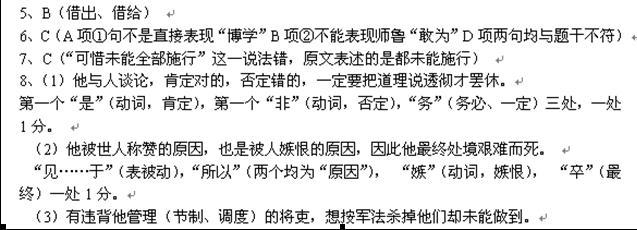 5、B（借出、借给）
6、C（A 项①句不是直接表现“博学”B 项②不能表现师鲁“敢为”D 项两句均与题干不符）
7、C（“可惜未能全部施行”这一说法错，原文表述的是都未能施行）
8、（1）他与人谈论，肯定对的，否定错的，一定要把道理说透彻才罢休。
第一个“是”（动词，肯定），第一个“非”（动词，否定），“务”（务必、一定）三处，一处
1 分。
（2）他被世人称赞的原因，也是被人嫉恨的原因，因此他最终处境艰难而死。
“见……于”（表被动），“所以”（两个均为“原因”）， “嫉”（动词，嫉恨）， “卒”（最
终）一处 1 分。
（3）有违背他管理（节制、调度）的将吏，想按军法杀掉他们却未能做到。